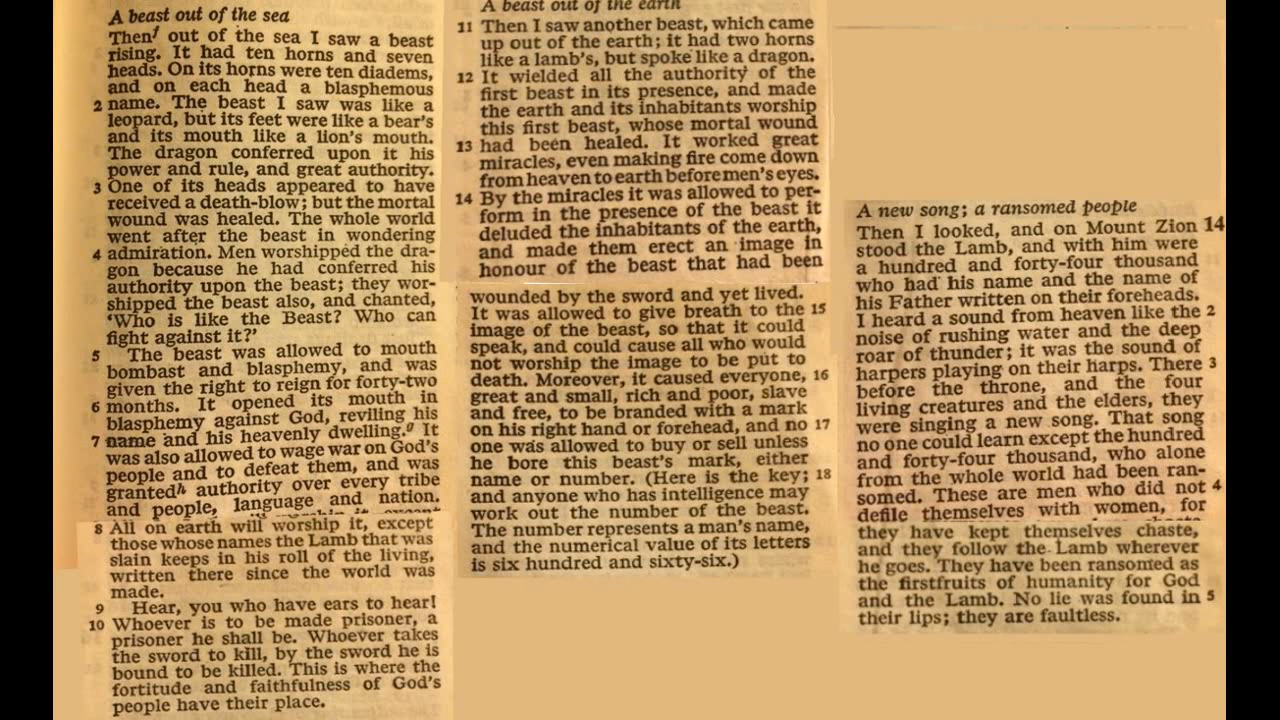 A beast out of the sea
Thenᶠ out of the sea I saw a beast
rising. It had ten horns and seven
heads. On its horns were ten diadems,
and on each head a blasphemous
2 name. The beast I saw was like a
leopard, but its feet were like a bear's
and its mouth like a lion's mouth.
The dragon conferred upon it his
power and rule, and great authority.
3 One of its heads appeared to have
received a death-blow; but the mortal
wound was healed. The whole world
went after the beast in wondering
4 admiration. Men worshipped the dra-
gon because he had conferred his
authority upon the beast; they wor-
shipped the beast also, and chanted,
'Who is like the Beast? Who can
fight against it?'
5 The beast was allowed to mouth
bombast and blasphemy, and was
given the right to reign for forty-two
6 months. It opened its mouth in
blasphemy against God, reviling his
7 name and his heavenly dwelling.ᵍ It
was also allowed to wage war on God's
people and to defeat them, and was
grantedʰ authority over every tribe
and people, language and nation.
8 All on earth will worship it, except
those whose names the Lamb that was
slain keeps in his roll of the living,
written there since the world was
made.
9 Hear, you who have ears to hear!
10 Whoever is to be made prisoner, a
prisoner he shall be. Whoever takes
the sword to kill, by the sword he is
bound to be killed. This is where the
fortitude and faithfulness of God's
people have their place.
A beast out of the earth
11 Then I saw another beast, which came
up out of the earth; it had two horns
like a lamb's, but spoke like a dragon.
12 It wielded all the authority of the
first beast in its presence, and made
the earth and its inhabitants worship
this first beast, whose mortal wound
13 had been healed. It worked great
miracles, even making fire come down
from heaven to earth before men's eyes.
14 By the miracles it was allowed to per-
form in the presence of the beast it
deluded the inhabitants of the earth,
and made them erect an image in
honour of the beast that had been
wounded by the sword and yet lived.
It was allowed to give breath to the 15
image of the beast, so that it could
speak, and could cause all who would
not worship the image to be put to
death. Moreover, it caused everyone, 16
great and small, rich and poor, slave
and free, to be branded with a mark
on his right hand or forehead, and no 17
one was allowed to buy or sell unless
he bore this beast's mark, either
name or number. (Here is the key; 18
and anyone who has intelligence may
work out the number of the beast.
The number represents a man's name,
and the numerical value of its letters
is six hundred and sixty-six.)
A new song; a ransomed people
Then I looked, and on Mount Zion 14
stood the Lamb, and with him were
a hundred and forty-four thousand
who had his name and the name of
his Father written on their foreheads.
I heard a sound from heaven like the 2
noise of rushing water and the deep
roar of thunder; it was the sound of
harpers playing on their harps. There 3
before the throne, and the four
living creatures and the elders, they
were singing a new song. That song
no one could learn except the hundred
and forty-four thousand, who alone
from the whole world had been ran-
somed. These are men who did not 4
defile themselves with women, for
they have kept themselves chaste,
and they follow the Lamb wherever
he goes. They have been ransomed as
the firstfruits of humanity for God
and the Lamb. No lie was found in 5
their lips; they are faultless.